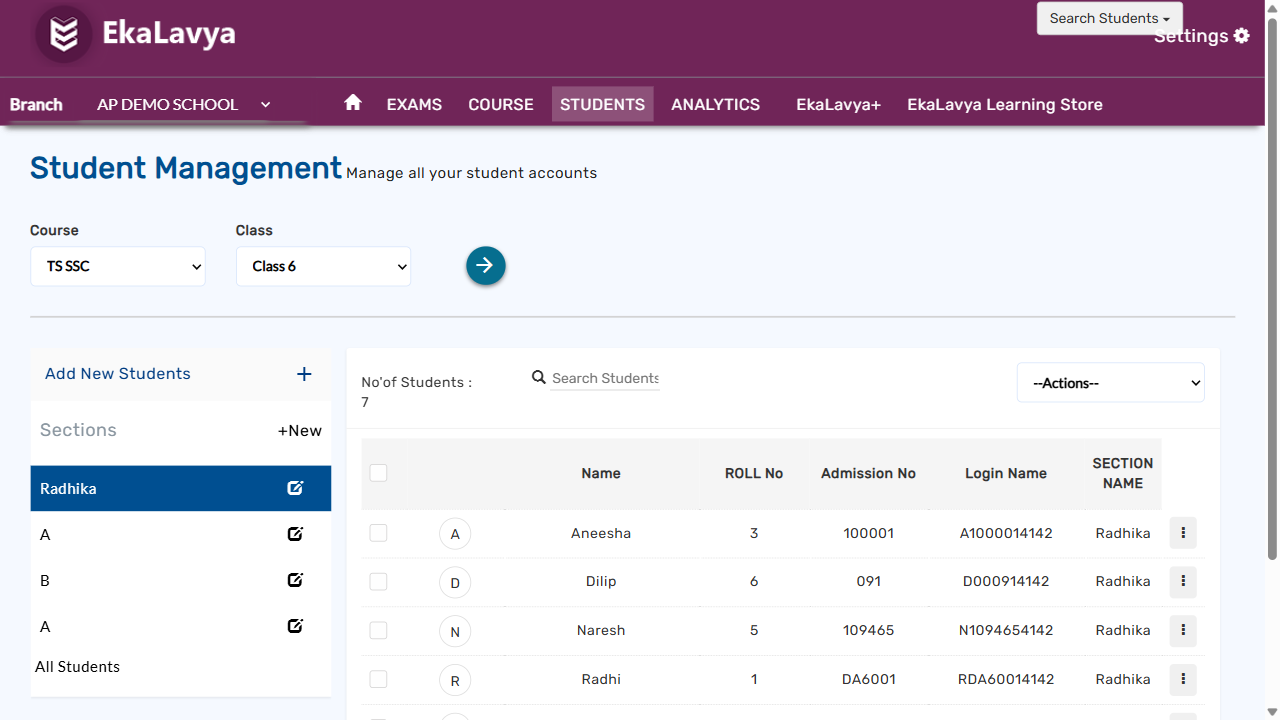 EkaLavya
Search Students
Settings
Branch AP DEMO SCHOOL EXAMS COURSE STUDENTS ANALYTICS EkaLavya+ EkaLavya Learning Store
Student Management Manage all your student accounts
Course Class
TS SSC Class 6
Add New Students +
Sections +New
Radhika
A
B
A
All Students
No'of Students :
7
Search Students
--Actions--
Name ROLL No Admission No Login Name SECTION NAME
A Aneesha 3 100001 A1000014142 Radhika
D Dilip 6 091 D000914142 Radhika
N Naresh 5 109465 N1094654142 Radhika
R Radhi 1 DA6001 RDA60014142 Radhika